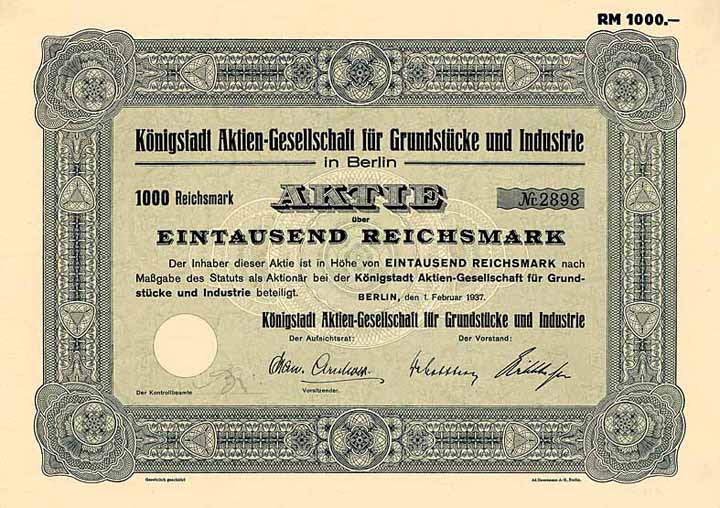 RM 1000.—
Königstadt Aktien-Gesellschaft für Grundstücke und Industrie
in Berlin
1000 Reichsmark AKTIE Nr. 2898
über
EINTAUSEND REICHSMARK
Der Inhaber dieser Aktie ist in Höhe von EINTAUSEND REICHSMARK nach
Maßgabe des Statuts als Aktionär bei der Königstadt Aktien-Gesellschaft für Grund-
stücke und Industrie beteiligt.
BERLIN, den 1. Februar 1937.
Königstadt Aktien-Gesellschaft für Grundstücke und Industrie
Der Aufsichtsrat: Der Vorstand:
Der Kontrollbeamte
Vorsitzender.
Gesetzlich geschützt